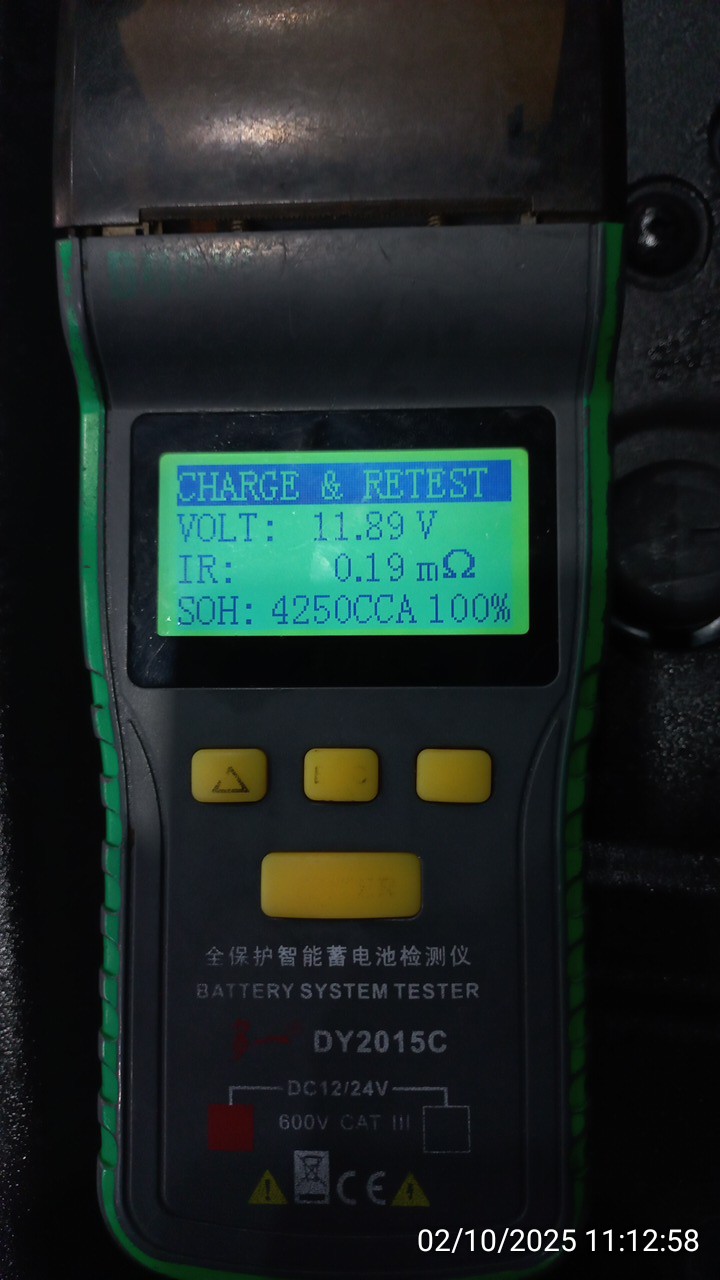 CHARGE & RETEST
VOLT: 11.89 V
IR: 0.19 mΩ
SOH: 4250CCA 100%
全保护智能蓄电池检测仪
BATTERY SYSTEM TESTER
DY2015C
DC12/24V
600V CAT III
CE
02/10/2025 11:12:58